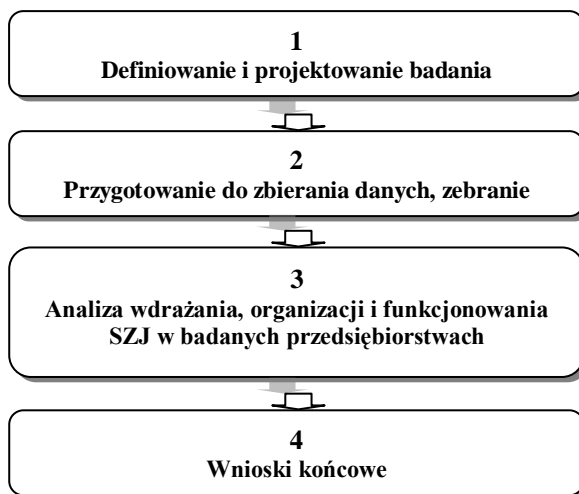 1
Definiowanie i projektowanie badania
2
Przygotowanie do zbierania danych, zebranie
3
Analiza wdrażania, organizacji i funkcjonowania
SZJ w badanych przedsiębiorstwach
4
Wnioski końcowe